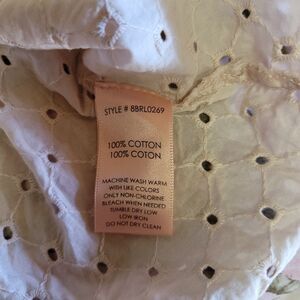 STYLE # 8BRL0269
100% COTTON
100% COTON
MACHINE WASH WARM
WITH LIKE COLORS
ONLY NON-CHLORINE
BLEACH WHEN NEEDED
TUMBLE DRY LOW
LOW IRON
DO NOT DRY CLEAN